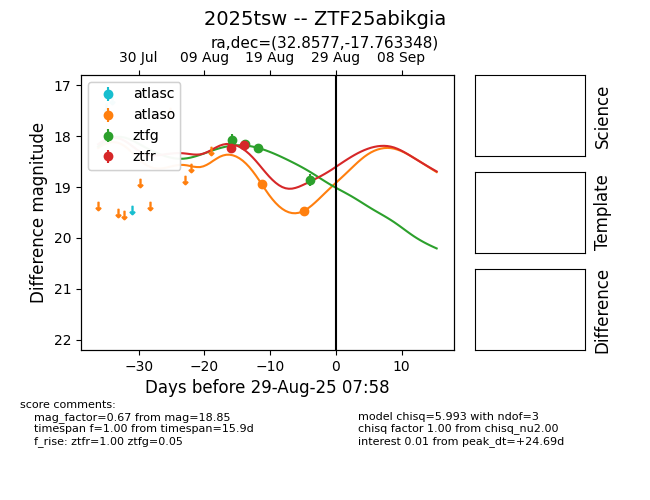 2025tsw -- ZTF25abikgia
ra,dec=(32.8577,-17.763348)
30 Jul 09 Aug 19 Aug 29 Aug 08 Sep
atlasc
atlaso
ztfg
ztfr
17
18
19
20
21
22
Difference magnitude
−30 −20 −10 0 10
Days before 29-Aug-25 07:58
Science
Template
Difference
score comments:
mag_factor=0.67 from mag=18.85
timespan f=1.00 from timespan=15.9d
f_rise: ztfr=1.00 ztfg=0.05
model chisq=5.993 with ndof=3
chisq factor 1.00 from chisq_nu2.00
interest 0.01 from peak_dt=+24.69d